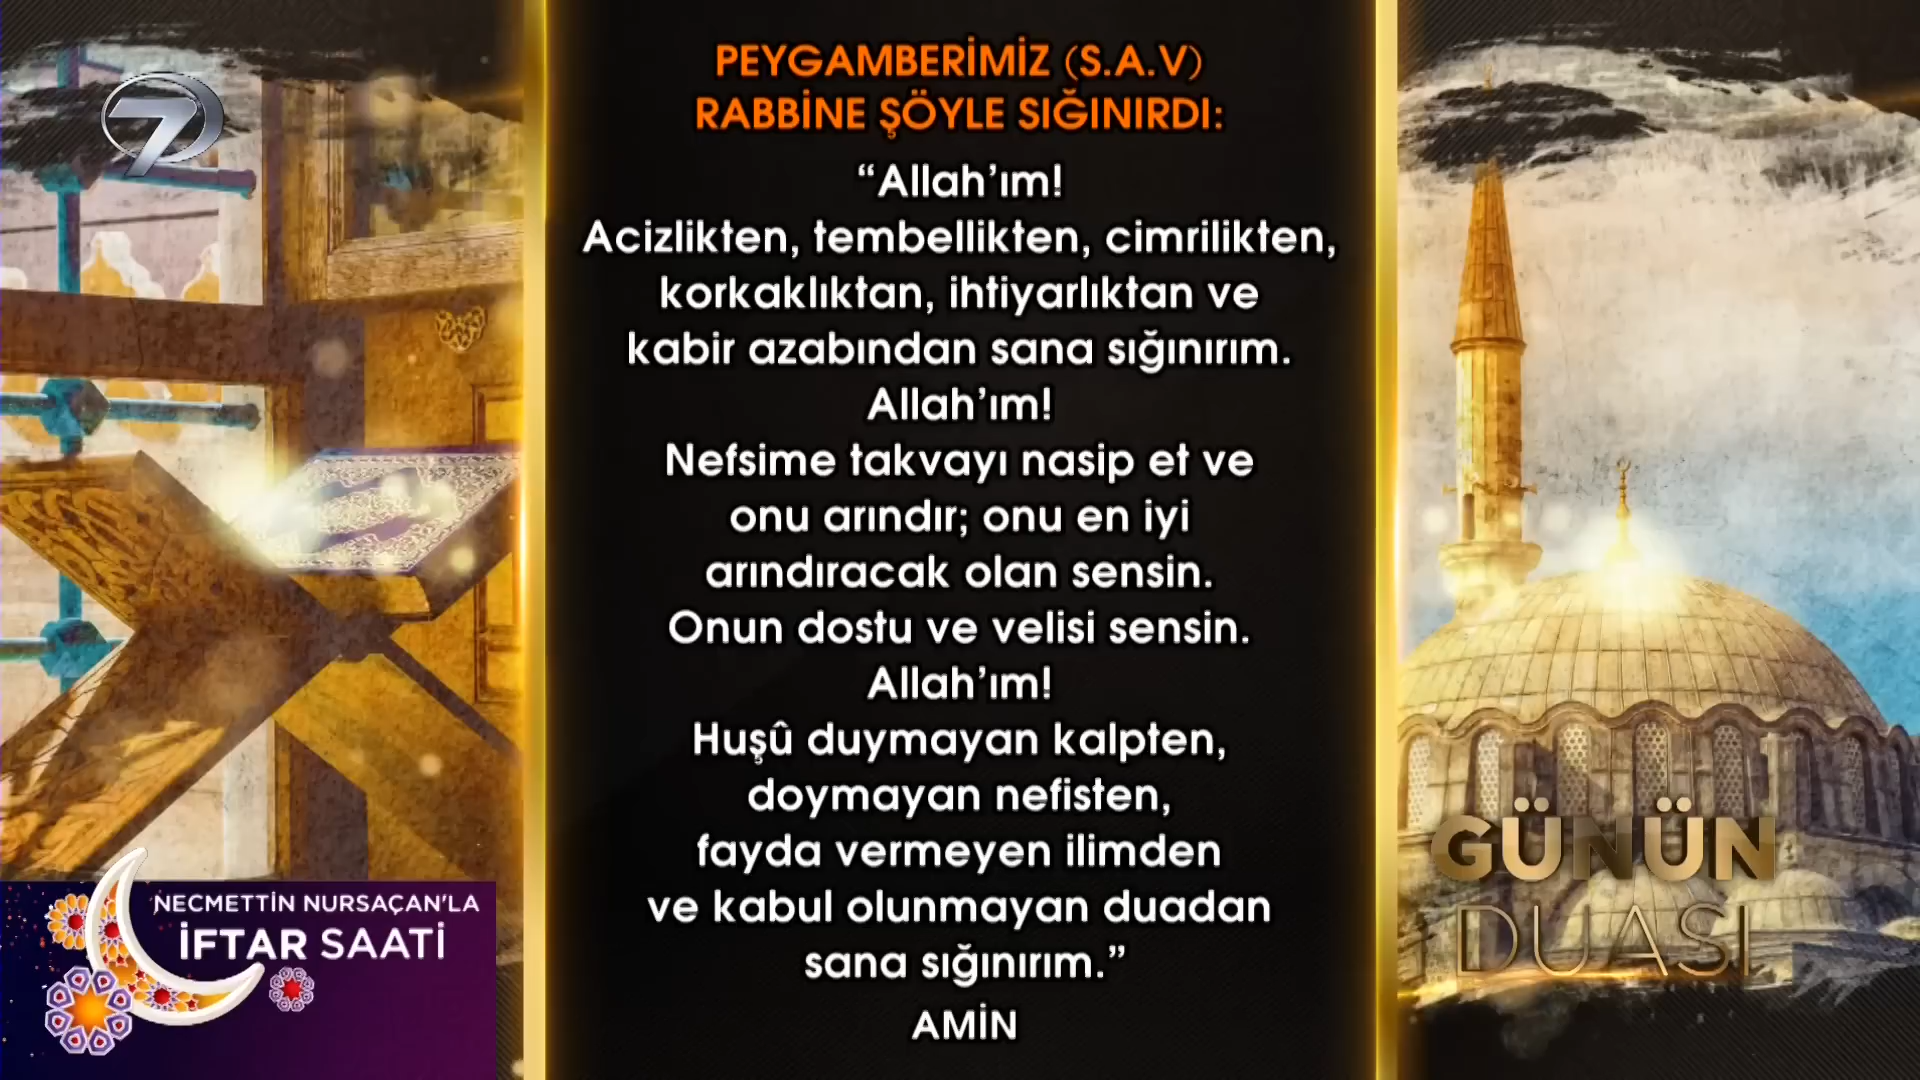 7
PEYGAMBERİMİZ (S.A.V)
RABBİNE ŞÖYLE SIĞINIRDI:
“Allah’ım!
Acizlikten, tembellikten, cimrilikten,
korkaklıktan, ihtiyarlıktan ve
kabir azabından sana sığınırım.
Allah’ım!
Nefsime takvayı nasip et ve
onu arındır; onu en iyi
arındıracak olan sensin.
Onun dostu ve velisi sensin.
Allah’ım!
Huşû duymayan kalpten,
doymayan nefisten,
fayda vermeyen ilimden
ve kabul olunmayan duadan
sana sığınırım.”
AMİN
NECMETTİN NURSAÇAN'LA
İFTAR SAATİ
GÜNÜN
DUASI